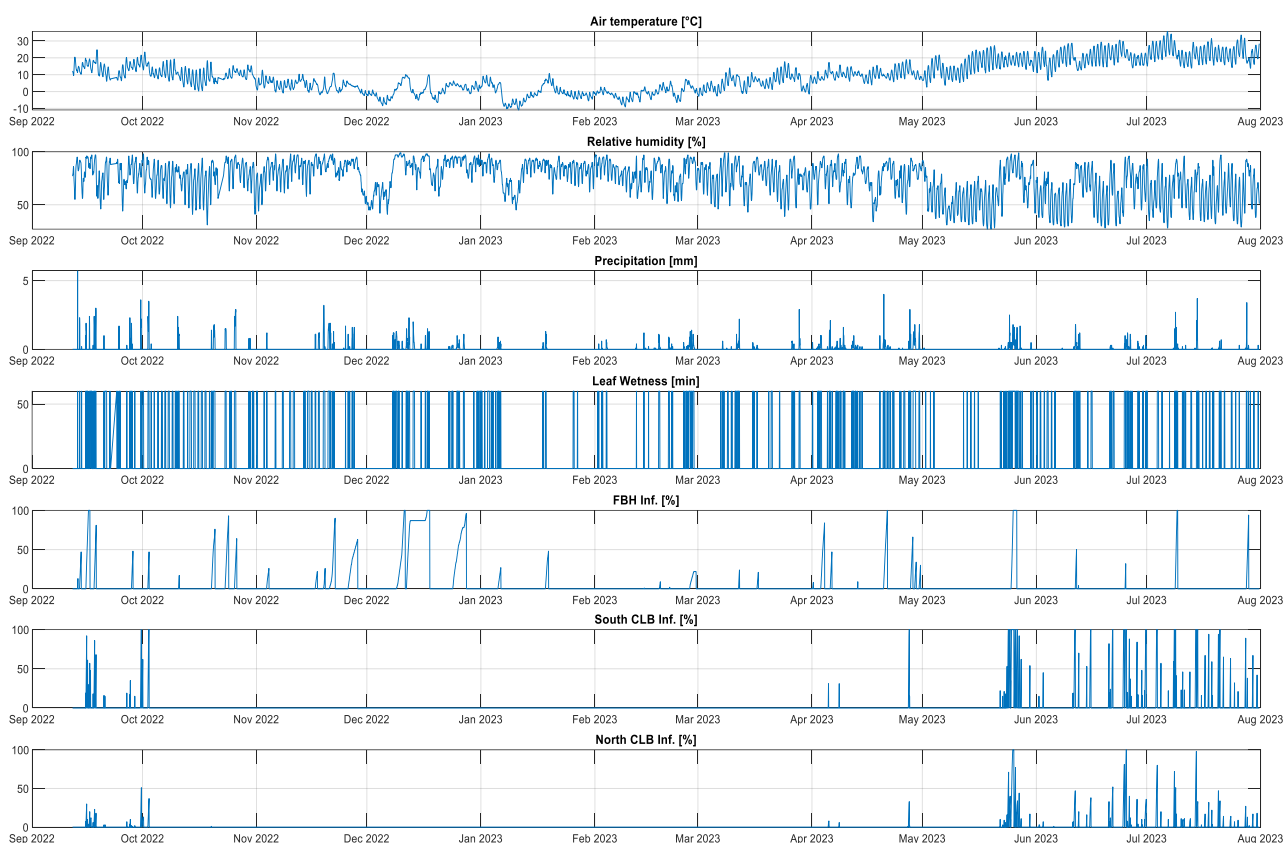 Air temperature [°C]
30
20
10
0
-10
Sep 2022 Oct 2022 Nov 2022 Dec 2022 Jan 2023 Feb 2023 Mar 2023 Apr 2023 May 2023 Jun 2023 Jul 2023 Aug 2023
Relative humidity [%]
100
50
Sep 2022 Oct 2022 Nov 2022 Dec 2022 Jan 2023 Feb 2023 Mar 2023 Apr 2023 May 2023 Jun 2023 Jul 2023 Aug 2023
Precipitation [mm]
5
0
Sep 2022 Oct 2022 Nov 2022 Dec 2022 Jan 2023 Feb 2023 Mar 2023 Apr 2023 May 2023 Jun 2023 Jul 2023 Aug 2023
Leaf Wetness [min]
50
0
Sep 2022 Oct 2022 Nov 2022 Dec 2022 Jan 2023 Feb 2023 Mar 2023 Apr 2023 May 2023 Jun 2023 Jul 2023 Aug 2023
FBH Inf. [%]
100
50
0
Sep 2022 Oct 2022 Nov 2022 Dec 2022 Jan 2023 Feb 2023 Mar 2023 Apr 2023 May 2023 Jun 2023 Jul 2023 Aug 2023
South CLB Inf. [%]
100
50
0
Sep 2022 Oct 2022 Nov 2022 Dec 2022 Jan 2023 Feb 2023 Mar 2023 Apr 2023 May 2023 Jun 2023 Jul 2023 Aug 2023
North CLB Inf. [%]
100
50
0
Sep 2022 Oct 2022 Nov 2022 Dec 2022 Jan 2023 Feb 2023 Mar 2023 Apr 2023 May 2023 Jun 2023 Jul 2023 Aug 2023